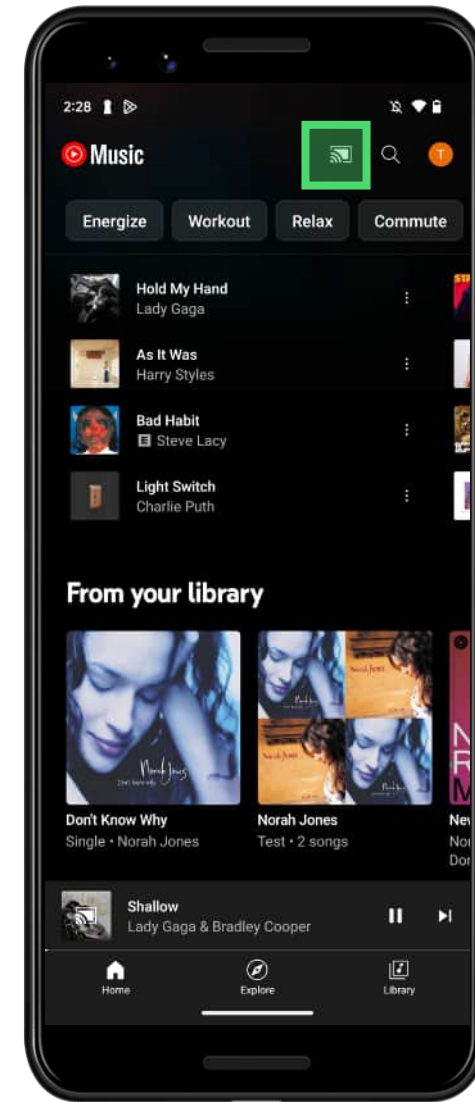 2:28
Music
T
Energize Workout Relax Commute
Hold My Hand
Lady Gaga
As It Was
Harry Styles
Bad Habit
E Steve Lacy
Light Switch
Charlie Puth
From your library
Norah Jones
Don't Know Why
Single • Norah Jones
Norah Jones
Test • 2 songs
Shallow
Lady Gaga & Bradley Cooper
Home Explore Library